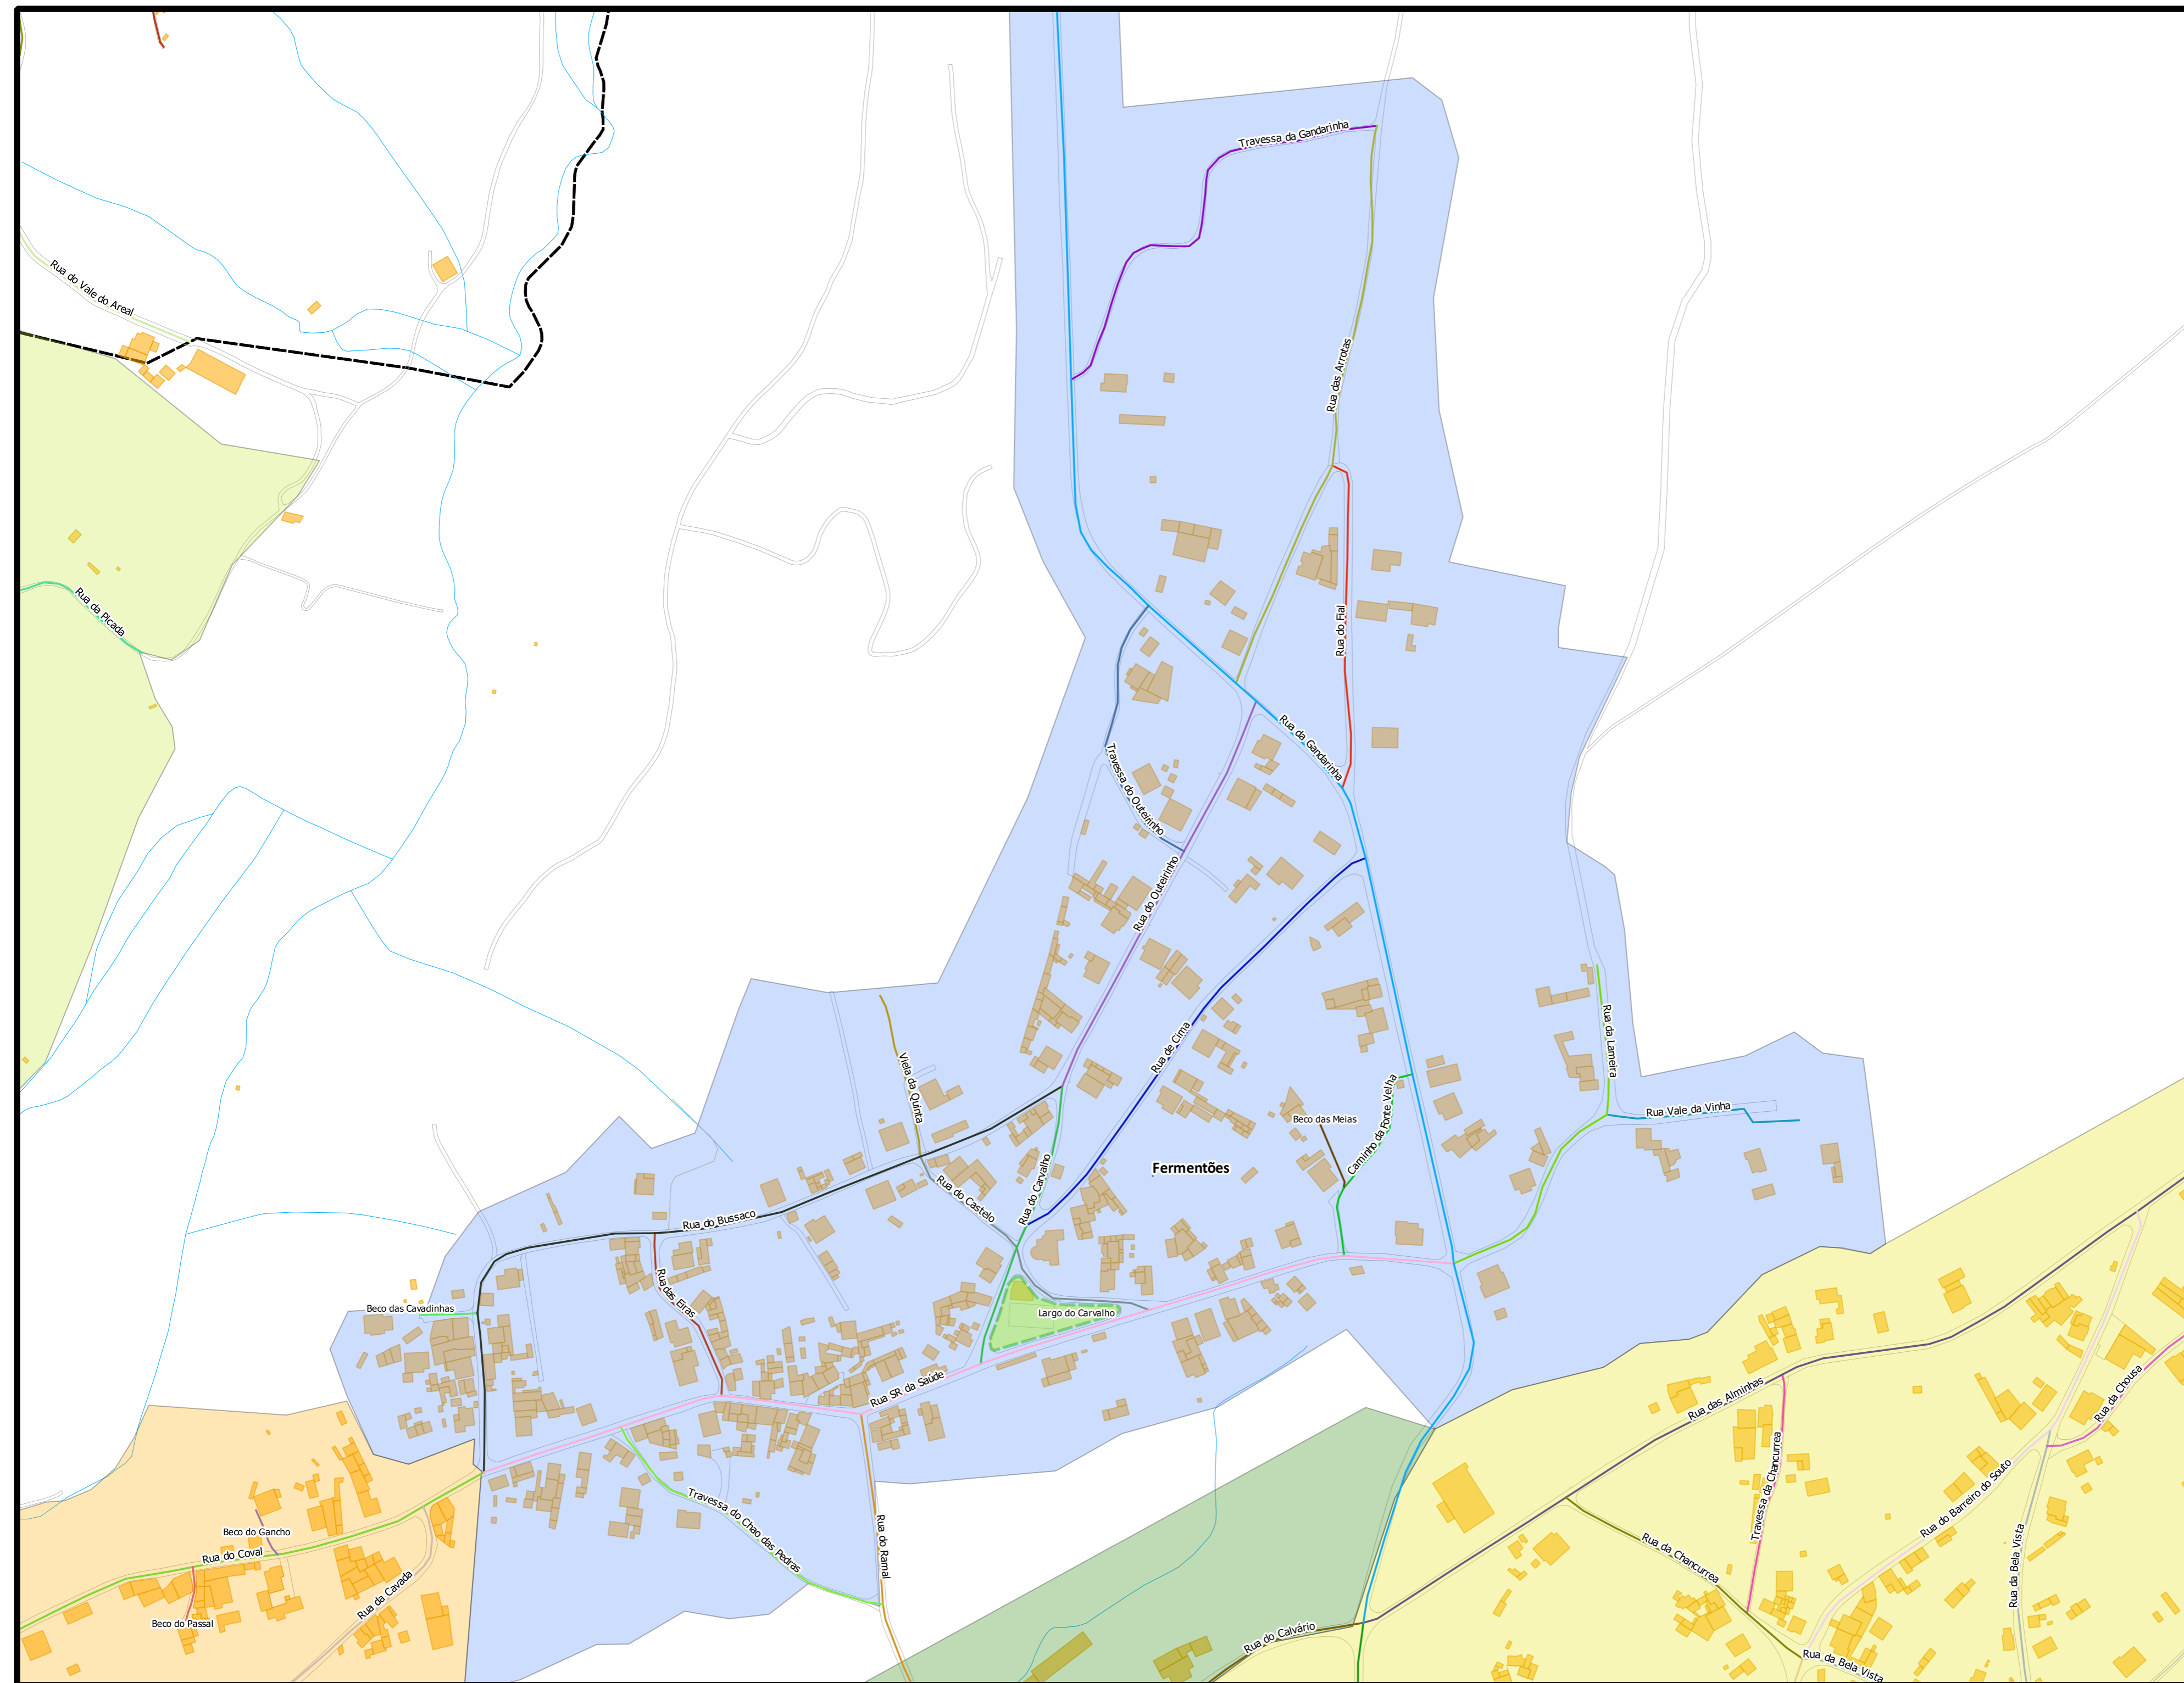 Travessa da Gandarinha
Rua do Vale do Areal
Rua das Arrotas
Rua da Picada
Rua do Fial
Rua da Gandarinha
Travessa do Outeirinho
Rua do Outeirinho
Rua de Cima
Rua da Lameira
Viela da Quinta
Rua Vale da Vinha
Beco das Meias
Caminho da Fonte Velha
Fermentões
Rua do Castelo
Rua do Carvalho
Rua do Bussaco
Rua das Eiras
Beco das Cavadinhas
Largo do Carvalho
Rua SR da Saúde
Rua das Alminhas
Rua da Chousa
Travessa da Chancurrea
Travessa do Chao das Pedras
Rua do Barreiro do Souto
Beco do Gancho
Rua do Coval
Rua do Ramal
Rua da Chancurrea
Rua da Bela Vista
Rua da Cavada
Beco do Passal
Rua do Calvário
Rua da Bela Vista